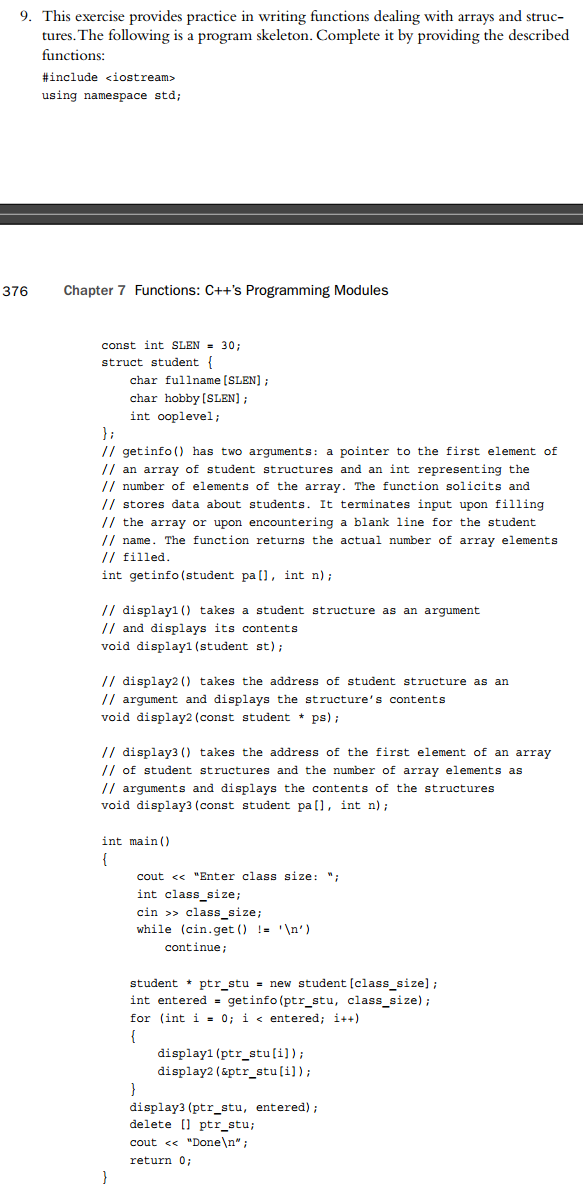 9. This exercise provides practice in writing functions dealing with arrays and struc-
tures. The following is a program skeleton. Complete it by providing the described
functions:
#include <iostream>
using namespace std;
376 Chapter 7 Functions: C++'s Programming Modules
const int SLEN = 30;
struct student {
    char fullname[SLEN];
    char hobby[SLEN];
    int ooplevel;
};
// getinfo() has two arguments: a pointer to the first element of
// an array of student structures and an int representing the
// number of elements of the array. The function solicits and
// stores data about students. It terminates input upon filling
// the array or upon encountering a blank line for the student
// name. The function returns the actual number of array elements
// filled.
int getinfo(student pa[], int n);

// display1() takes a student structure as an argument
// and displays its contents
void display1(student st);

// display2() takes the address of student structure as an
// argument and displays the structure's contents
void display2(const student * ps);

// display3() takes the address of the first element of an array
// of student structures and the number of array elements as
// arguments and displays the contents of the structures
void display3(const student pa[], int n);

int main()
{
     cout << "Enter class size: ";
     int class_size;
     cin >> class_size;
     while (cin.get() != '\n')
         continue;

    student * ptr_stu = new student[class_size];
    int entered = getinfo(ptr_stu, class_size);
    for (int i = 0; i < entered; i++)
    {
        display1(ptr_stu[i]);
        display2(&ptr_stu[i]);
    }
    display3(ptr_stu, entered);
    delete [] ptr_stu;
    cout << "Done\n";
    return 0;
}